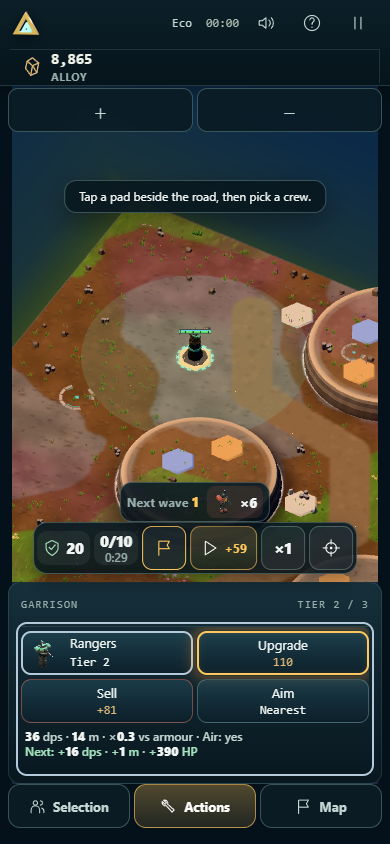 Eco 00:00
8,865
ALLOY
+ −
Tap a pad beside the road, then pick a crew.
Next wave 1 ×6
20 0/10 +59 ×1
0:29
GARRISON TIER 2 / 3
Rangers
Tier 2
Upgrade
110
Sell
+81
Aim
Nearest
36 dps · 14 m · ×0.3 vs armour · Air: yes
Next: +16 dps · +1 m · +390 HP
Selection Actions Map